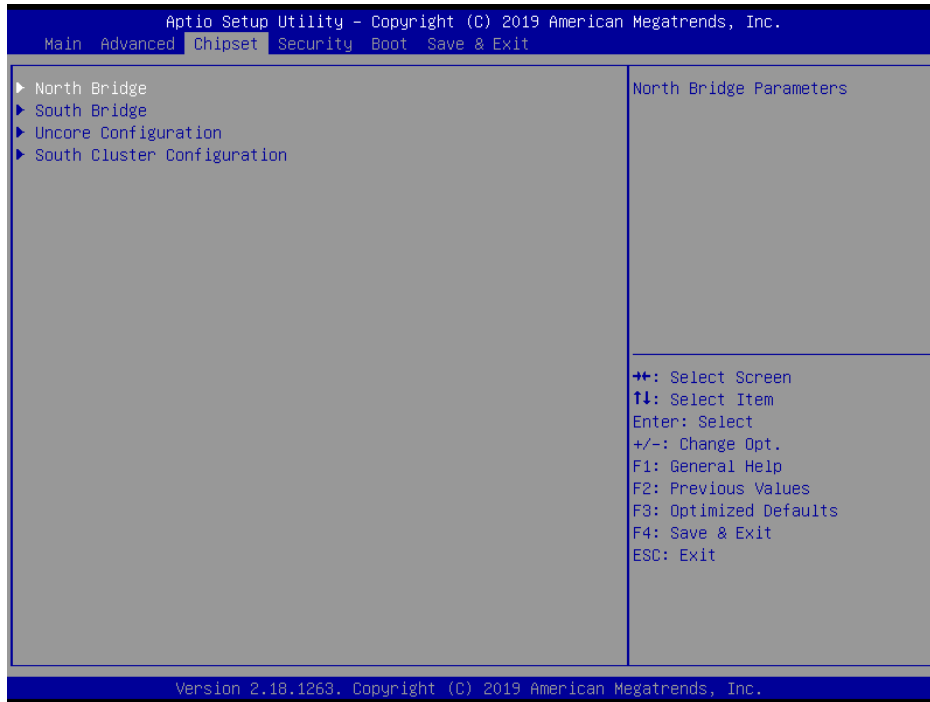 Aptio Setup Utility – Copyright (C) 2019 American Megatrends, Inc.
Main Advanced Chipset Security Boot Save & Exit
▶ North Bridge
▶ South Bridge
▶ Uncore Configuration
▶ South Cluster Configuration
North Bridge Parameters
→←: Select Screen
↑↓: Select Item
Enter: Select
+/-: Change Opt.
F1: General Help
F2: Previous Values
F3: Optimized Defaults
F4: Save & Exit
ESC: Exit
Version 2.18.1263. Copyright (C) 2019 American Megatrends, Inc.